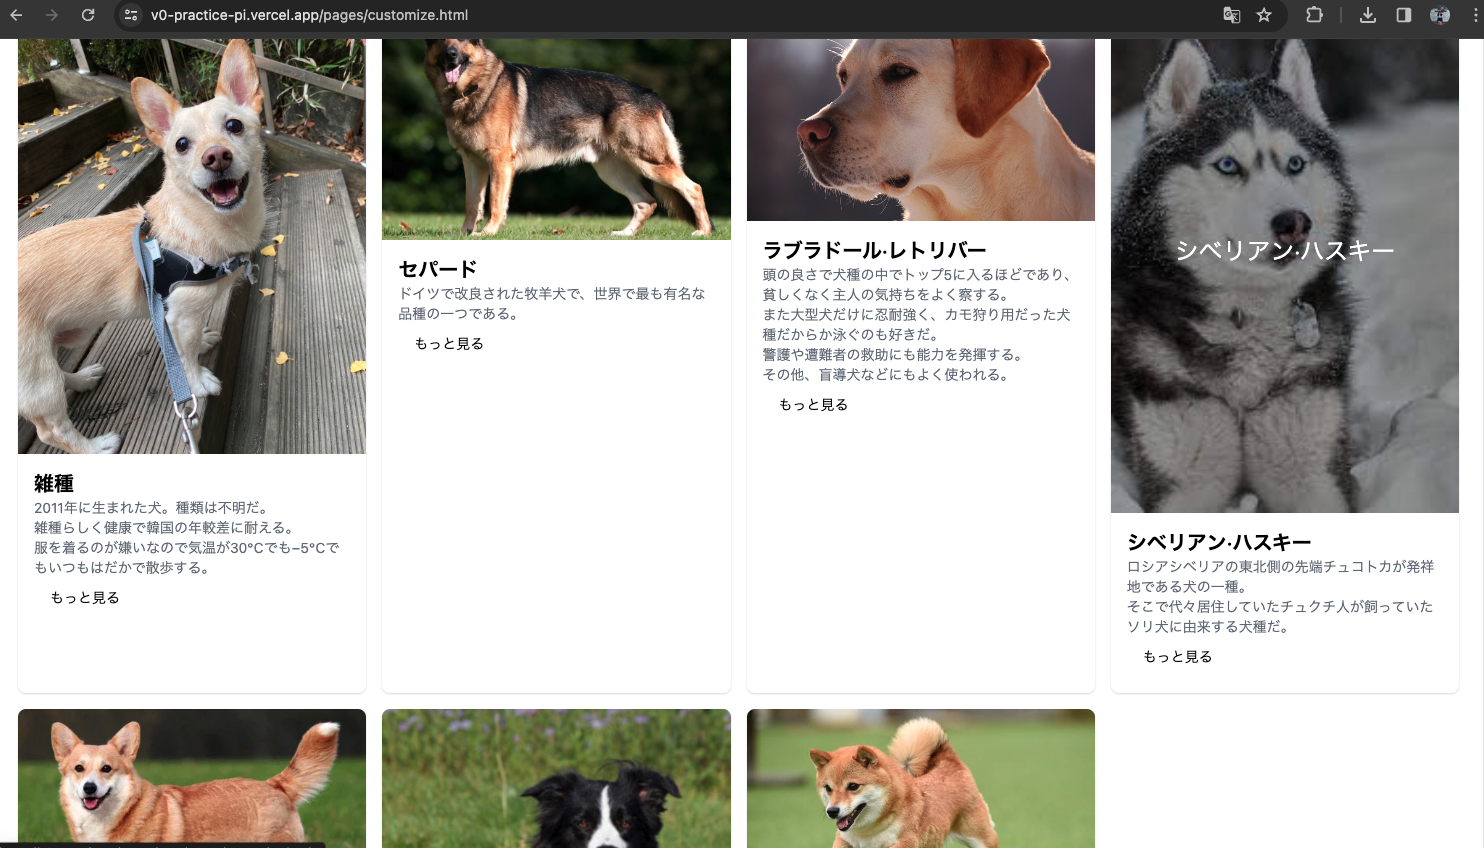 v0-practice-pi.vercel.app/pages/customize.html
雑種
2011年に生まれた犬。種類は不明だ。
雑種らしく健康で韓国の年較差に耐える。
服を着るのが嫌いなので気温が30°Cでも−5°Cで
もいつもはだかで散歩する。
もっと見る
セパード
ドイツで改良された牧羊犬で、世界で最も有名な
品種の一つである。
もっと見る
ラブラドール·レトリバー
頭の良さで犬種の中でトップ5に入るほどであり、
貧しくなく主人の気持ちをよく察する。
また大型犬だけに忍耐強く、カモ狩り用だった犬
種だからか泳ぐのも好きだ。
警護や遭難者の救助にも能力を発揮する。
その他、盲導犬などにもよく使われる。
もっと見る
シベリアン·ハスキー
シベリアン·ハスキー
ロシアシベリアの東北側の先端チュコトカが発祥
地である犬の一種。
そこで代々居住していたチュクチ人が飼っていた
ソリ犬に由来する犬種だ。
もっと見る